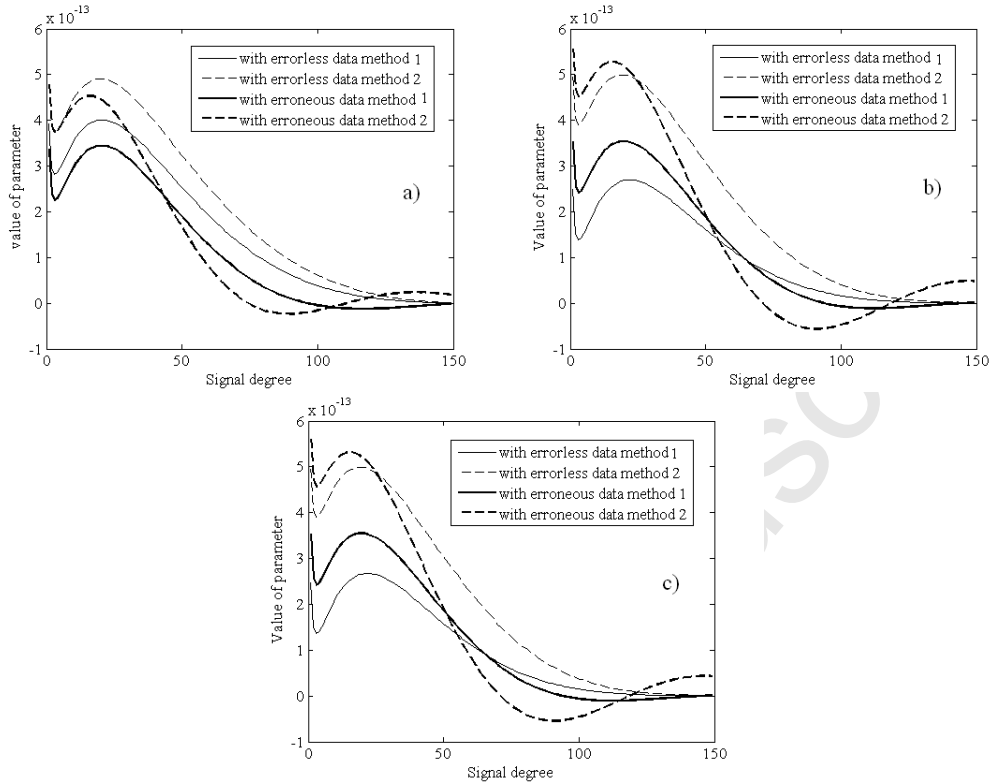 x 10⁻¹³
6
5
4
3
2
1
0
-1
value of parameter
with errorless data method 1
with errorless data method 2
with erroneous data method 1
with erroneous data method 2
a)
0 50 100 150
Signal degree
x 10⁻¹³
6
5
4
3
2
1
0
-1
Value of parameter
with errorless data method 1
with errorless data method 2
with erroneous data method 1
with erroneous data method 2
b)
0 50 100 150
Signal degree
x 10⁻¹³
6
5
4
3
2
1
0
-1
Value of parameter
with errorless data method 1
with errorless data method 2
with erroneous data method 1
with erroneous data method 2
c)
0 50 100 150
Signal degree